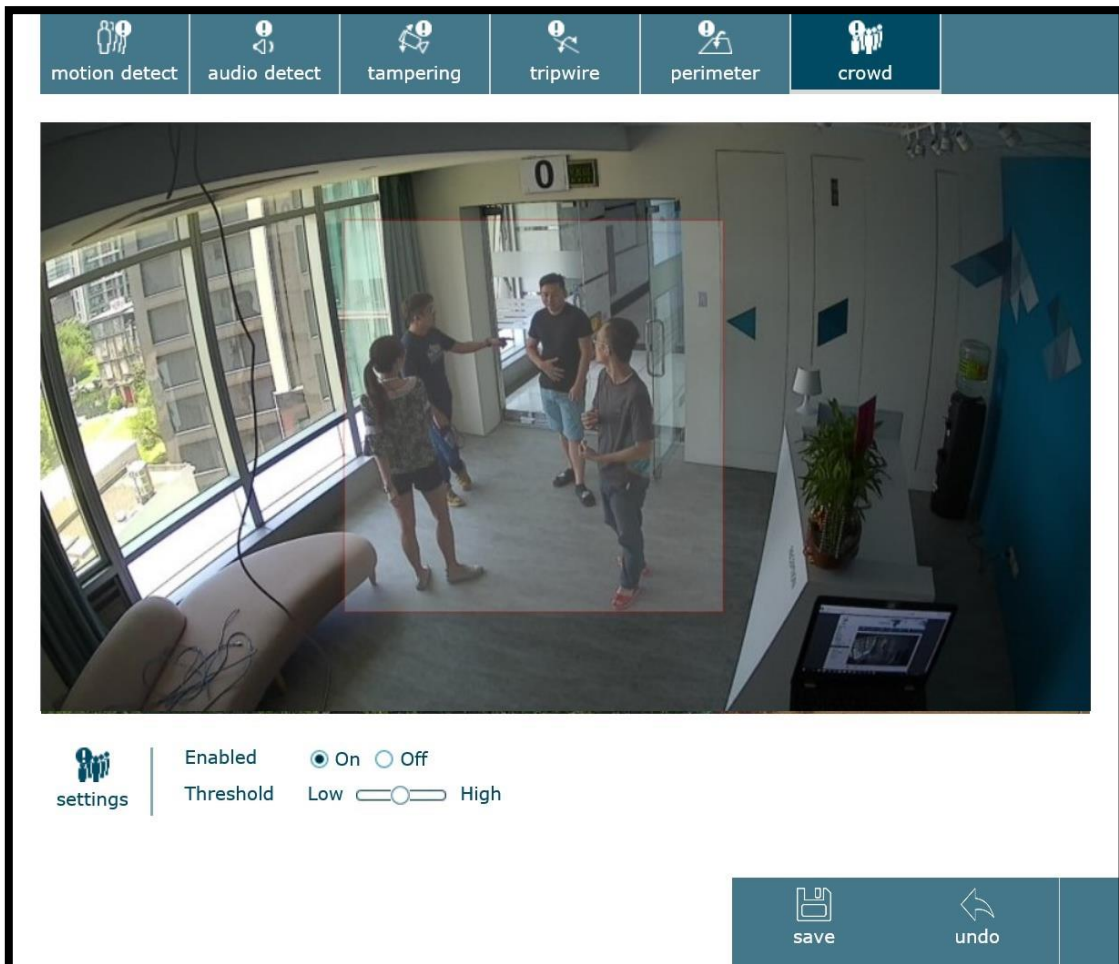 motion detect
audio detect
tampering
tripwire
perimeter
crowd
0
settings
Enabled On Off
Threshold Low High
save
undo